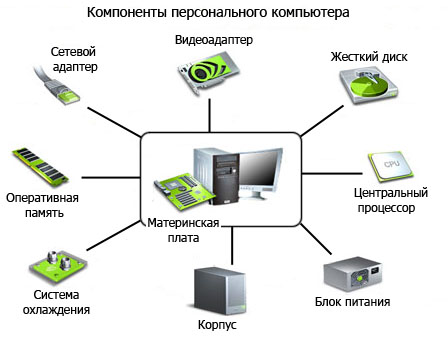 Компоненты персонального компьютера
Сетевой
адаптер
Видеоадаптер
Жесткий диск
Оперативная
память
Материнская
плата
CPU
Центральный
процессор
Система
охлаждения
Корпус
Блок питания